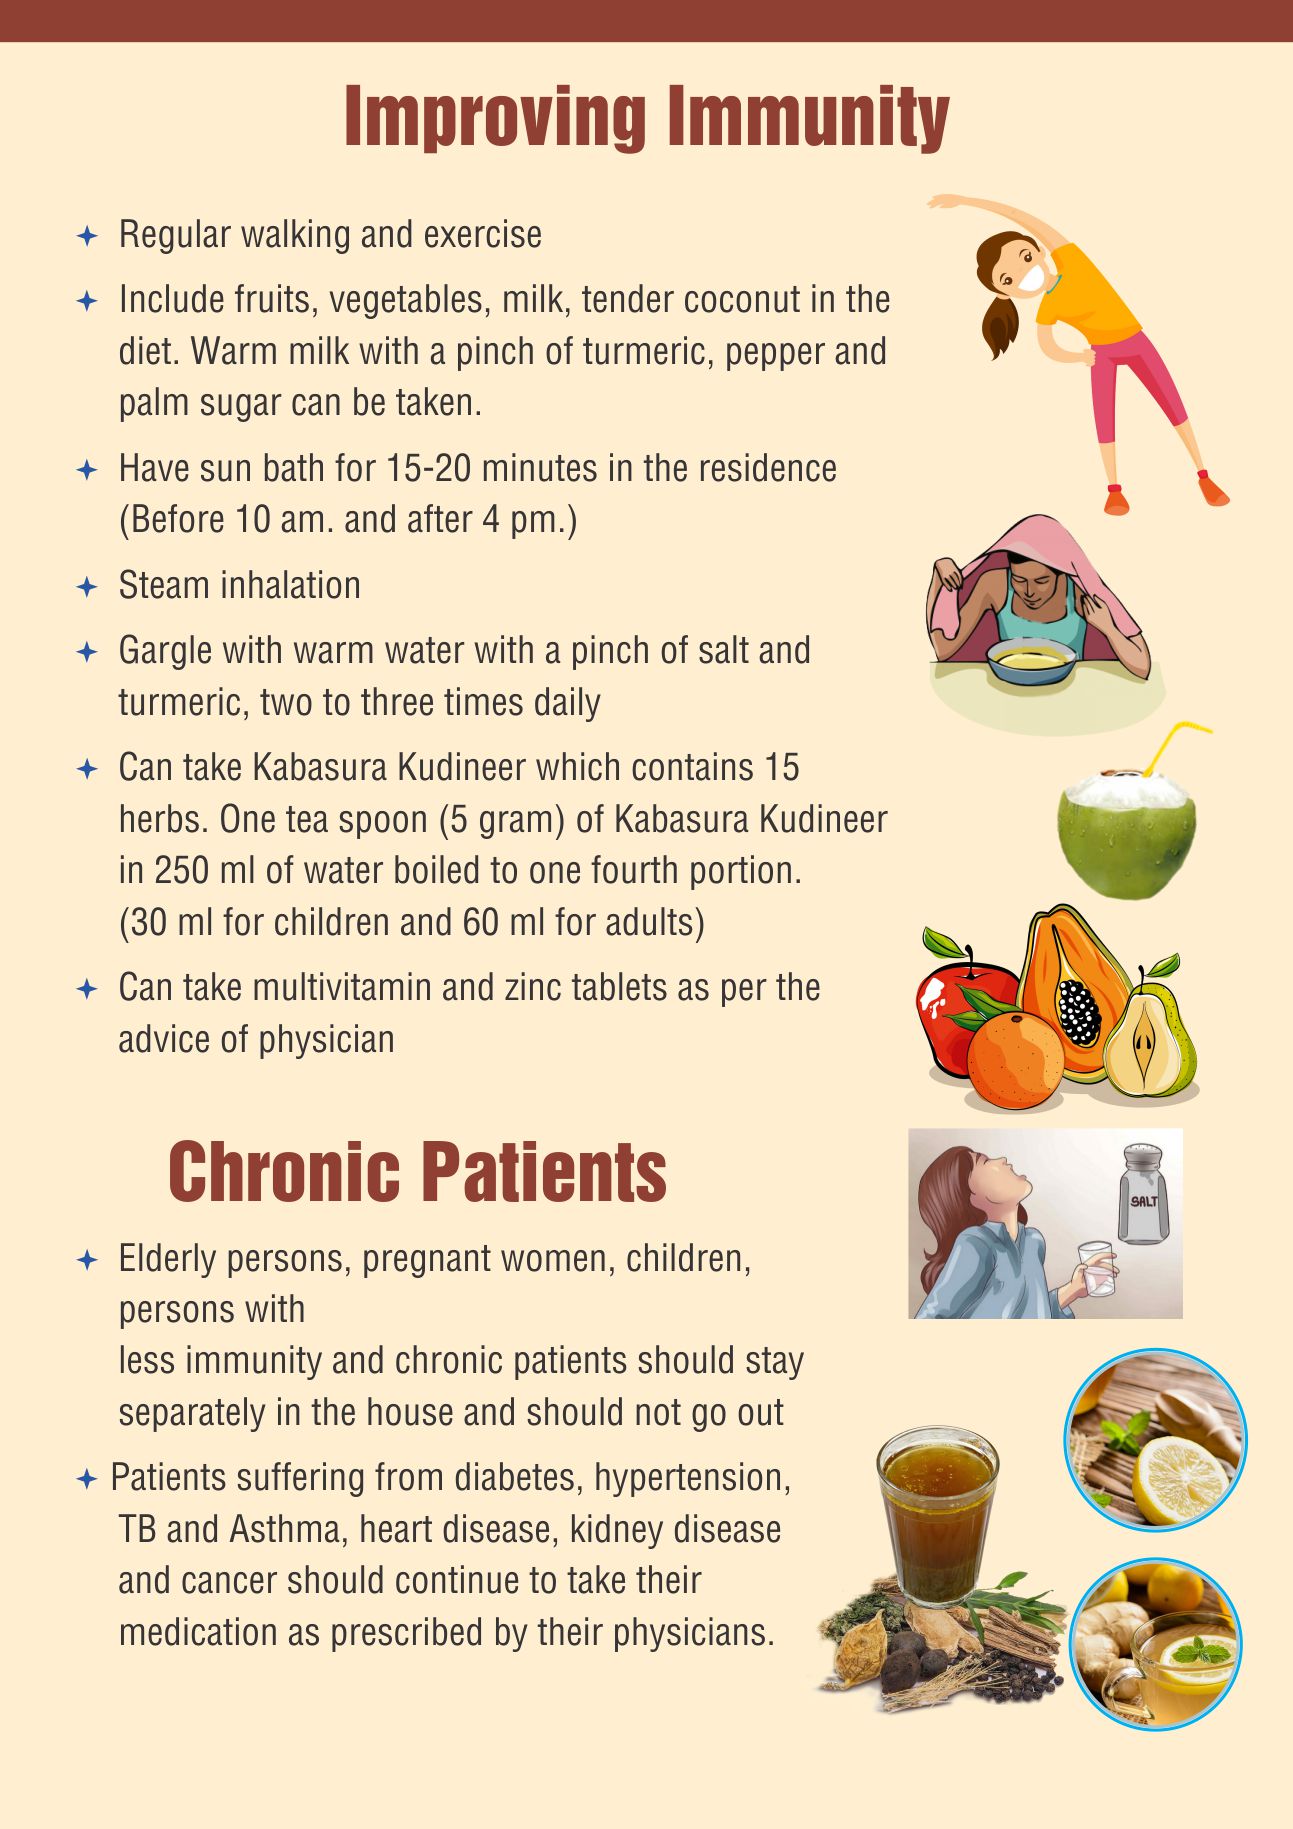 Improving Immunity
Regular walking and exercise
Include fruits, vegetables, milk, tender coconut in the
diet. Warm milk with a pinch of turmeric, pepper and
palm sugar can be taken.
Have sun bath for 15-20 minutes in the residence
(Before 10 am. and after 4 pm.)
Steam inhalation
Gargle with warm water with a pinch of salt and
turmeric, two to three times daily
Can take Kabasura Kudineer which contains 15
herbs. One tea spoon (5 gram) of Kabasura Kudineer
in 250 ml of water boiled to one fourth portion.
(30 ml for children and 60 ml for adults)
Can take multivitamin and zinc tablets as per the
advice of physician
SALT
Chronic Patients
Elderly persons, pregnant women, children,
persons with
less immunity and chronic patients should stay
separately in the house and should not go out
Patients suffering from diabetes, hypertension,
TB and Asthma, heart disease, kidney disease
and cancer should continue to take their
medication as prescribed by their physicians.